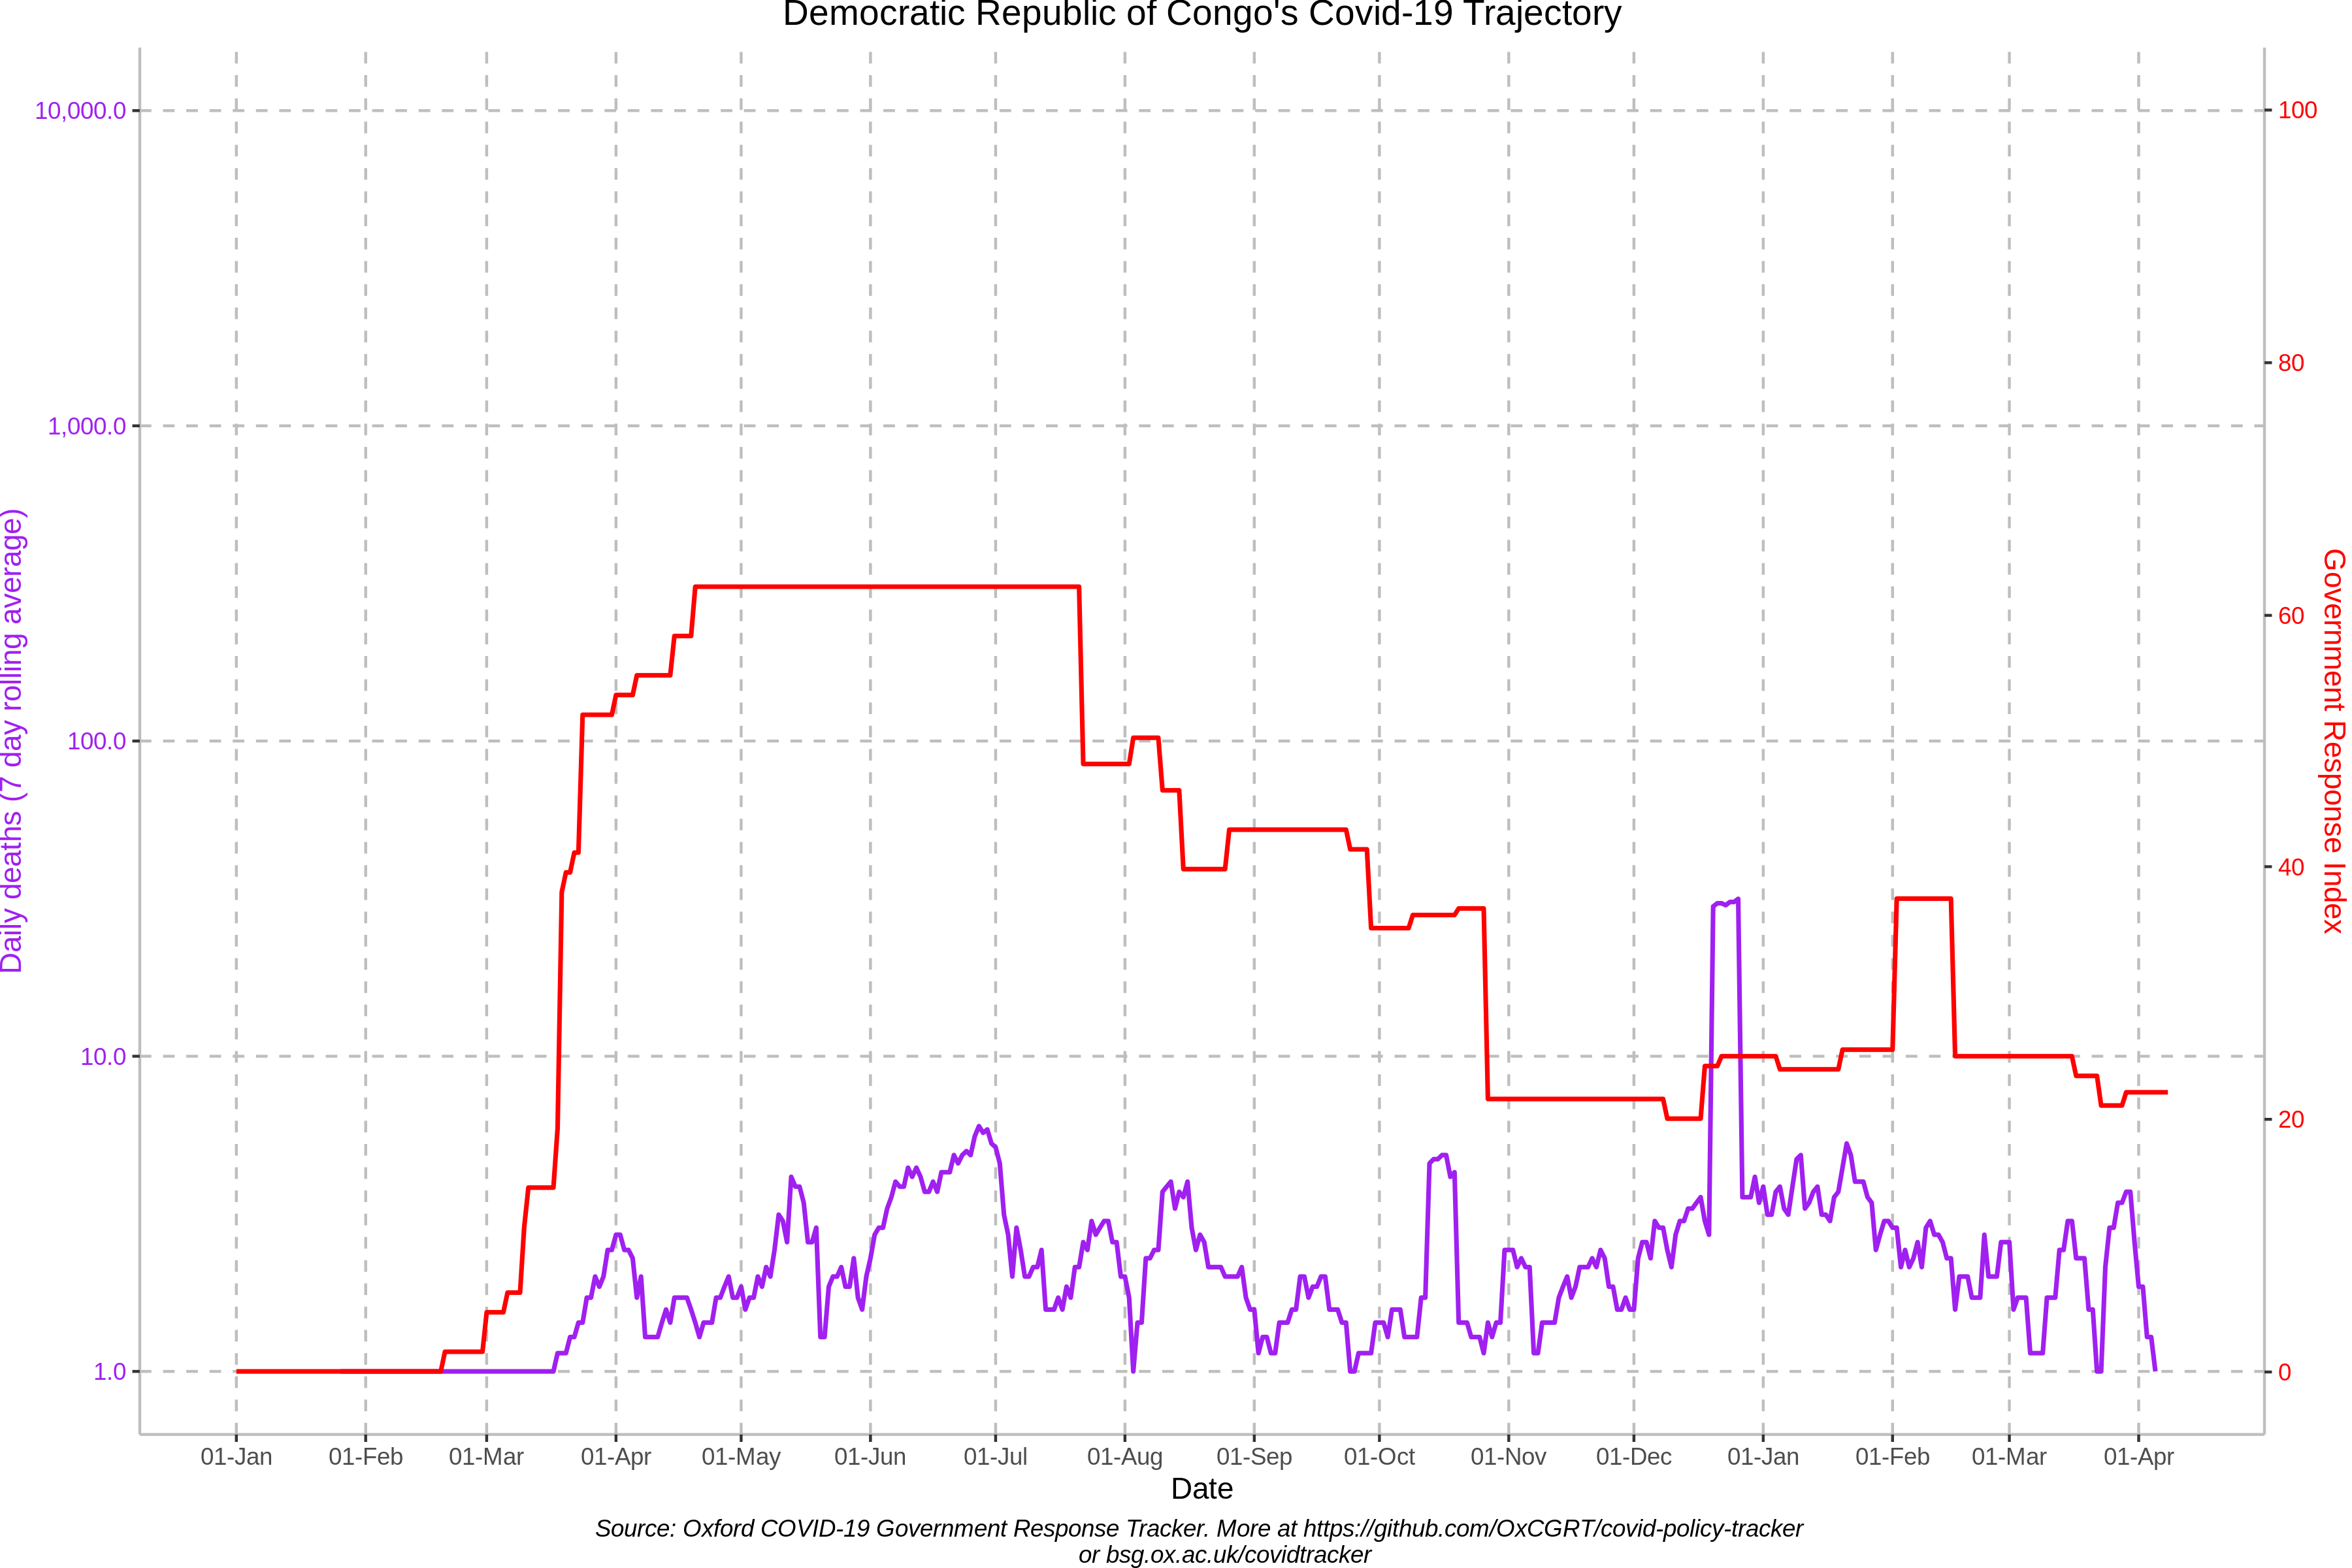 Democratic Republic of Congo's Covid-19 Trajectory
10,000.0
1,000.0
100.0
10.0
1.0
Daily deaths (7 day rolling average)
100
80
60
40
20
0
Government Response Index
01-Jan 01-Feb 01-Mar 01-Apr 01-May 01-Jun 01-Jul 01-Aug 01-Sep 01-Oct 01-Nov 01-Dec 01-Jan 01-Feb 01-Mar 01-Apr
Date
Source: Oxford COVID-19 Government Response Tracker. More at https://github.com/OxCGRT/covid-policy-tracker
or bsg.ox.ac.uk/covidtracker